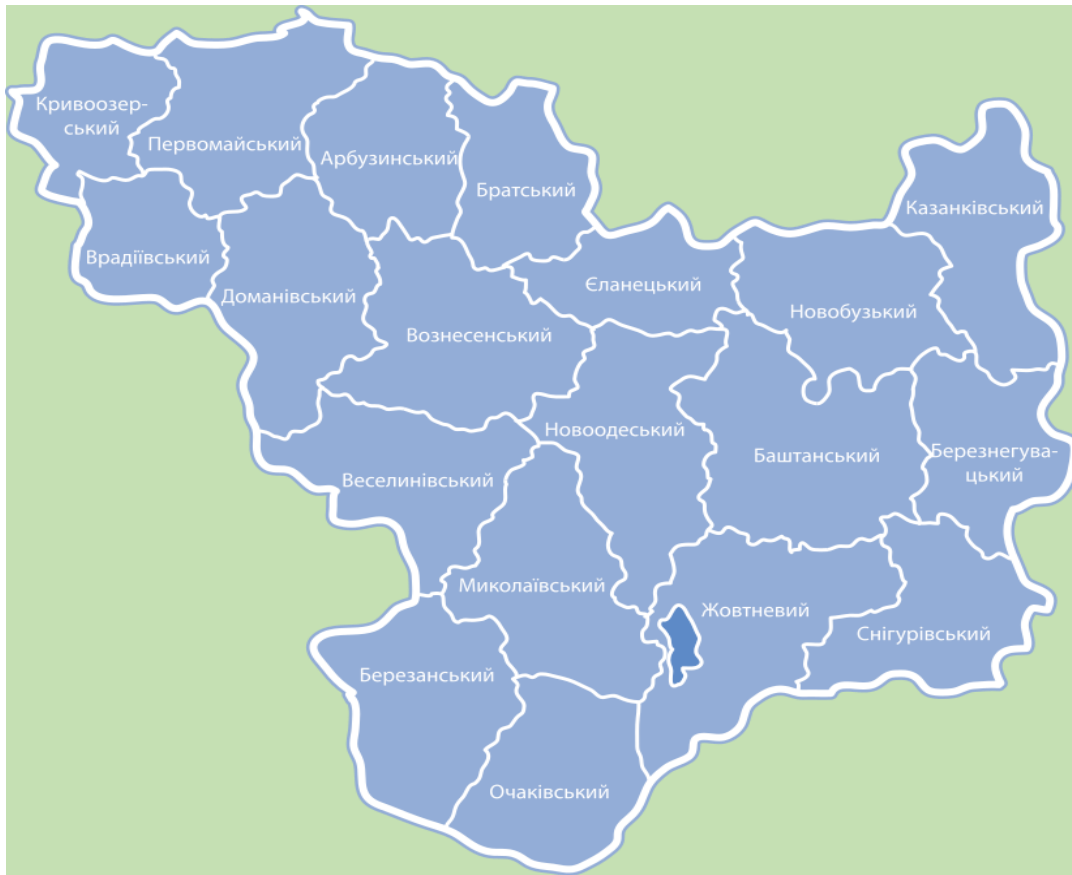 Кривоозер-
ський
Первомайський
Арбузинський
Братський
Казанківський
Врадіївський
Доманівський
Єланецький
Новобузький
Вознесенський
Новоодеський
Баштанський
Березнегува-
цький
Веселинівський
Миколаївський
Жовтневий
Снігурівський
Березанський
Очаківський